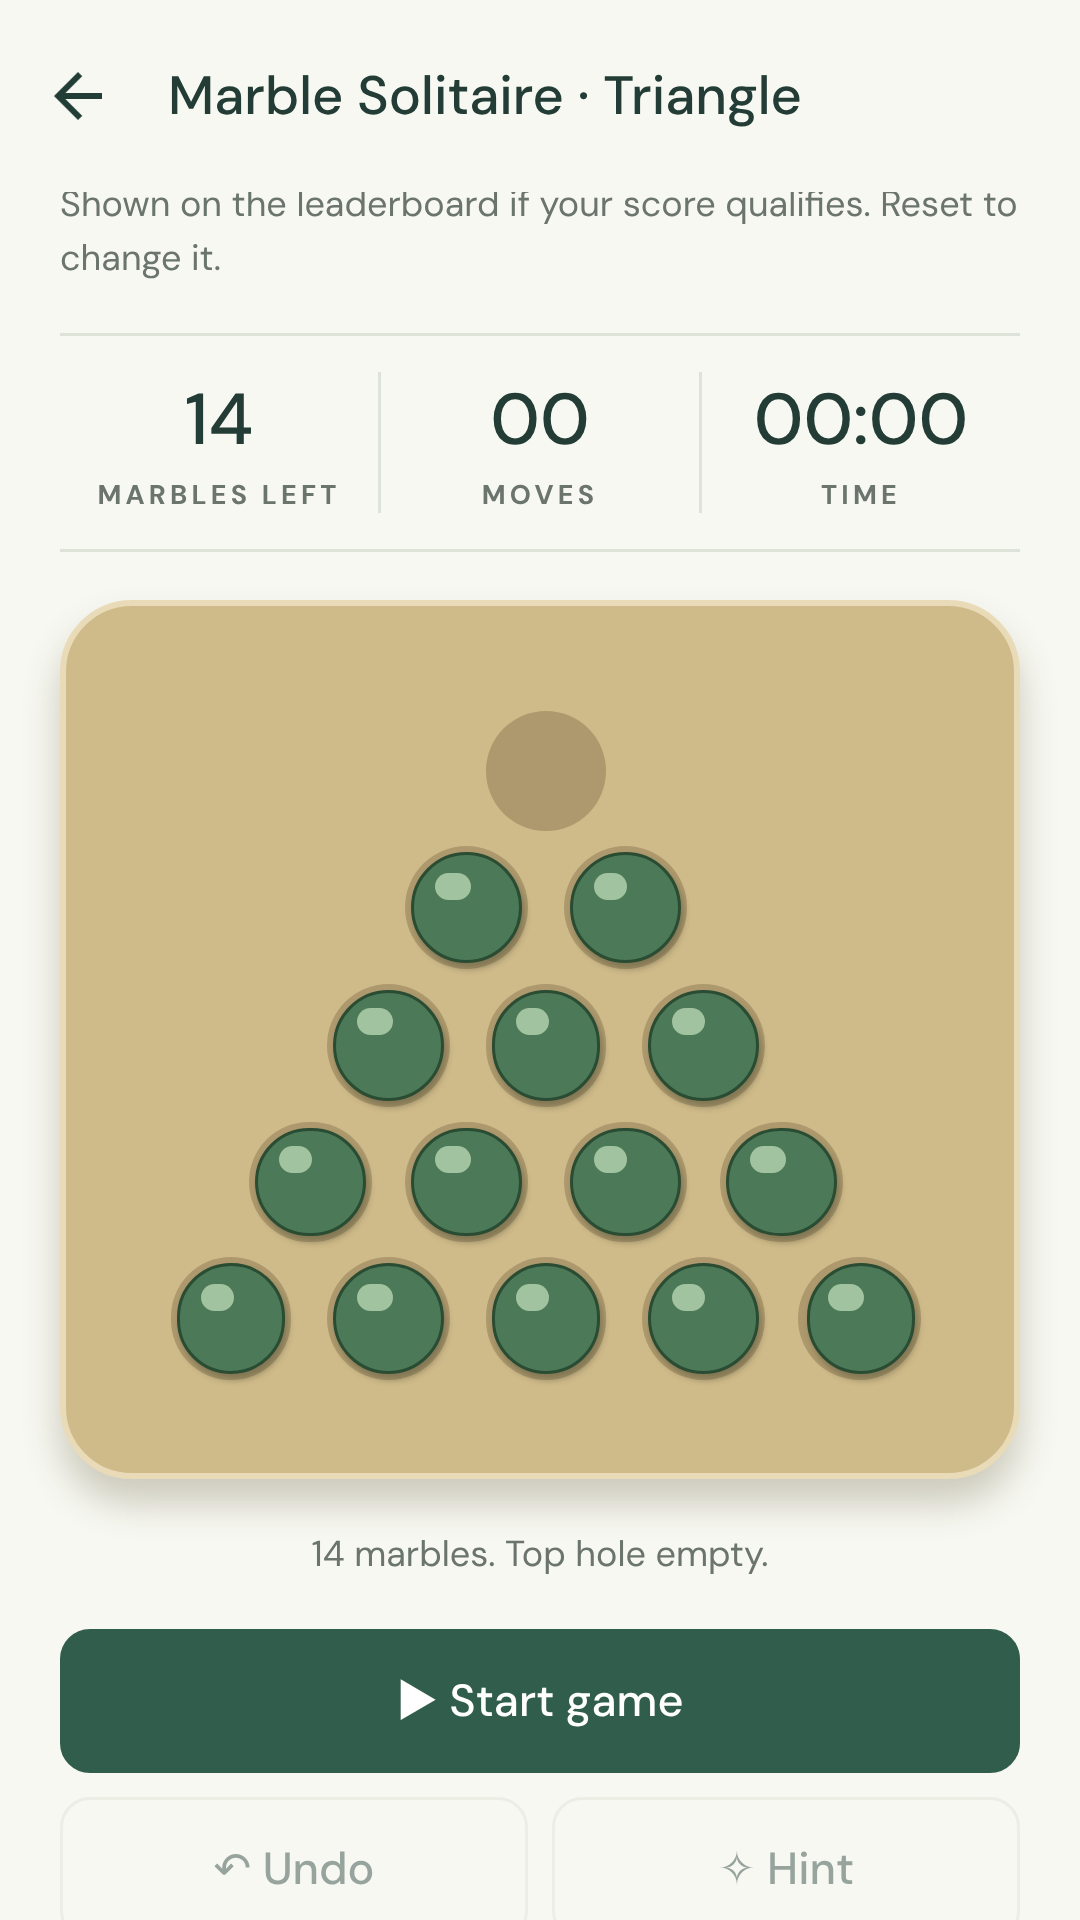 Marble Solitaire · Triangle
Shown on the leaderboard if your score qualifies. Reset to
change it.
14
MARBLES LEFT
00
MOVES
00:00
TIME
14 marbles. Top hole empty.
▶ Start game
↶ Undo
✧ Hint